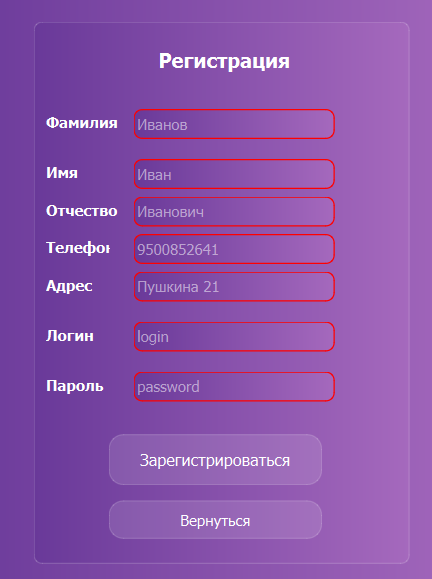 Регистрация
Фамилия Иванов
Имя Иван
Отчество Иванович
Телефон 9500852641
Адрес Пушкина 21
Логин login
Пароль password
Зарегистрироваться
Вернуться